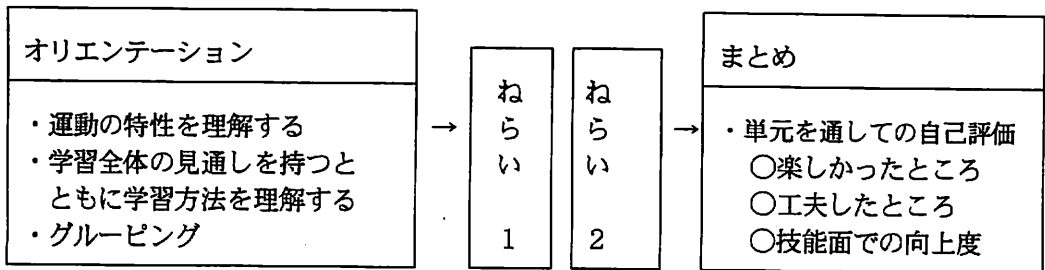 オリエンテーション
・運動の特性を理解する
・学習全体の見通しを持つと
ともに学習方法を理解する
・グルーピング
→
ねらい1
ねらい2
→
まとめ
・単元を通しての自己評価
○楽しかったところ
○工夫したところ
○技能面での向上度